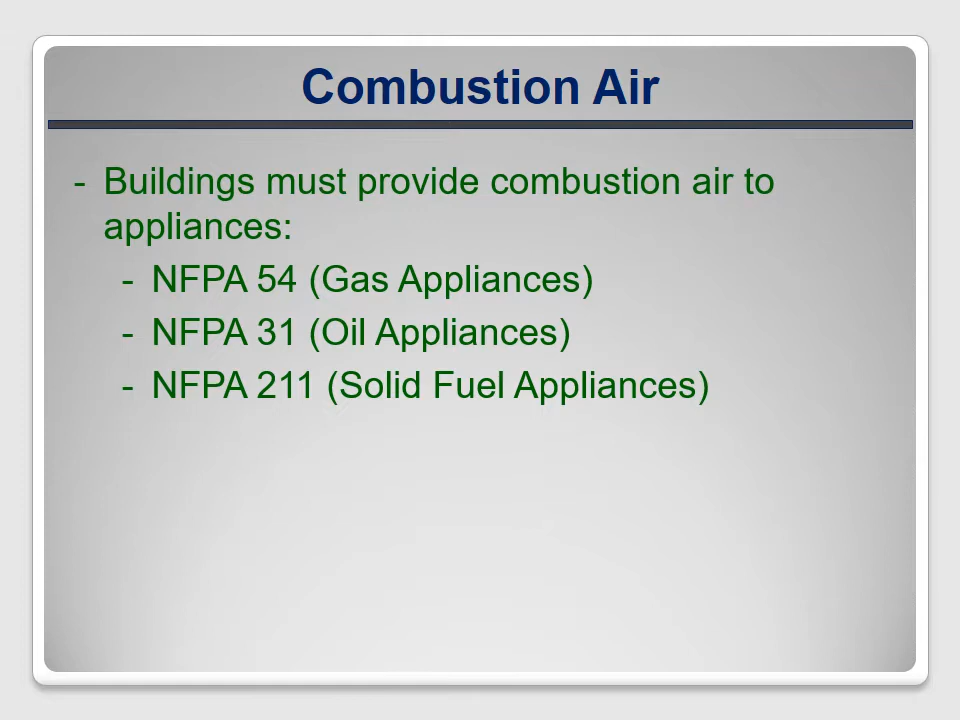 Combustion Air
- Buildings must provide combustion air to
appliances:
- NFPA 54 (Gas Appliances)
- NFPA 31 (Oil Appliances)
- NFPA 211 (Solid Fuel Appliances)